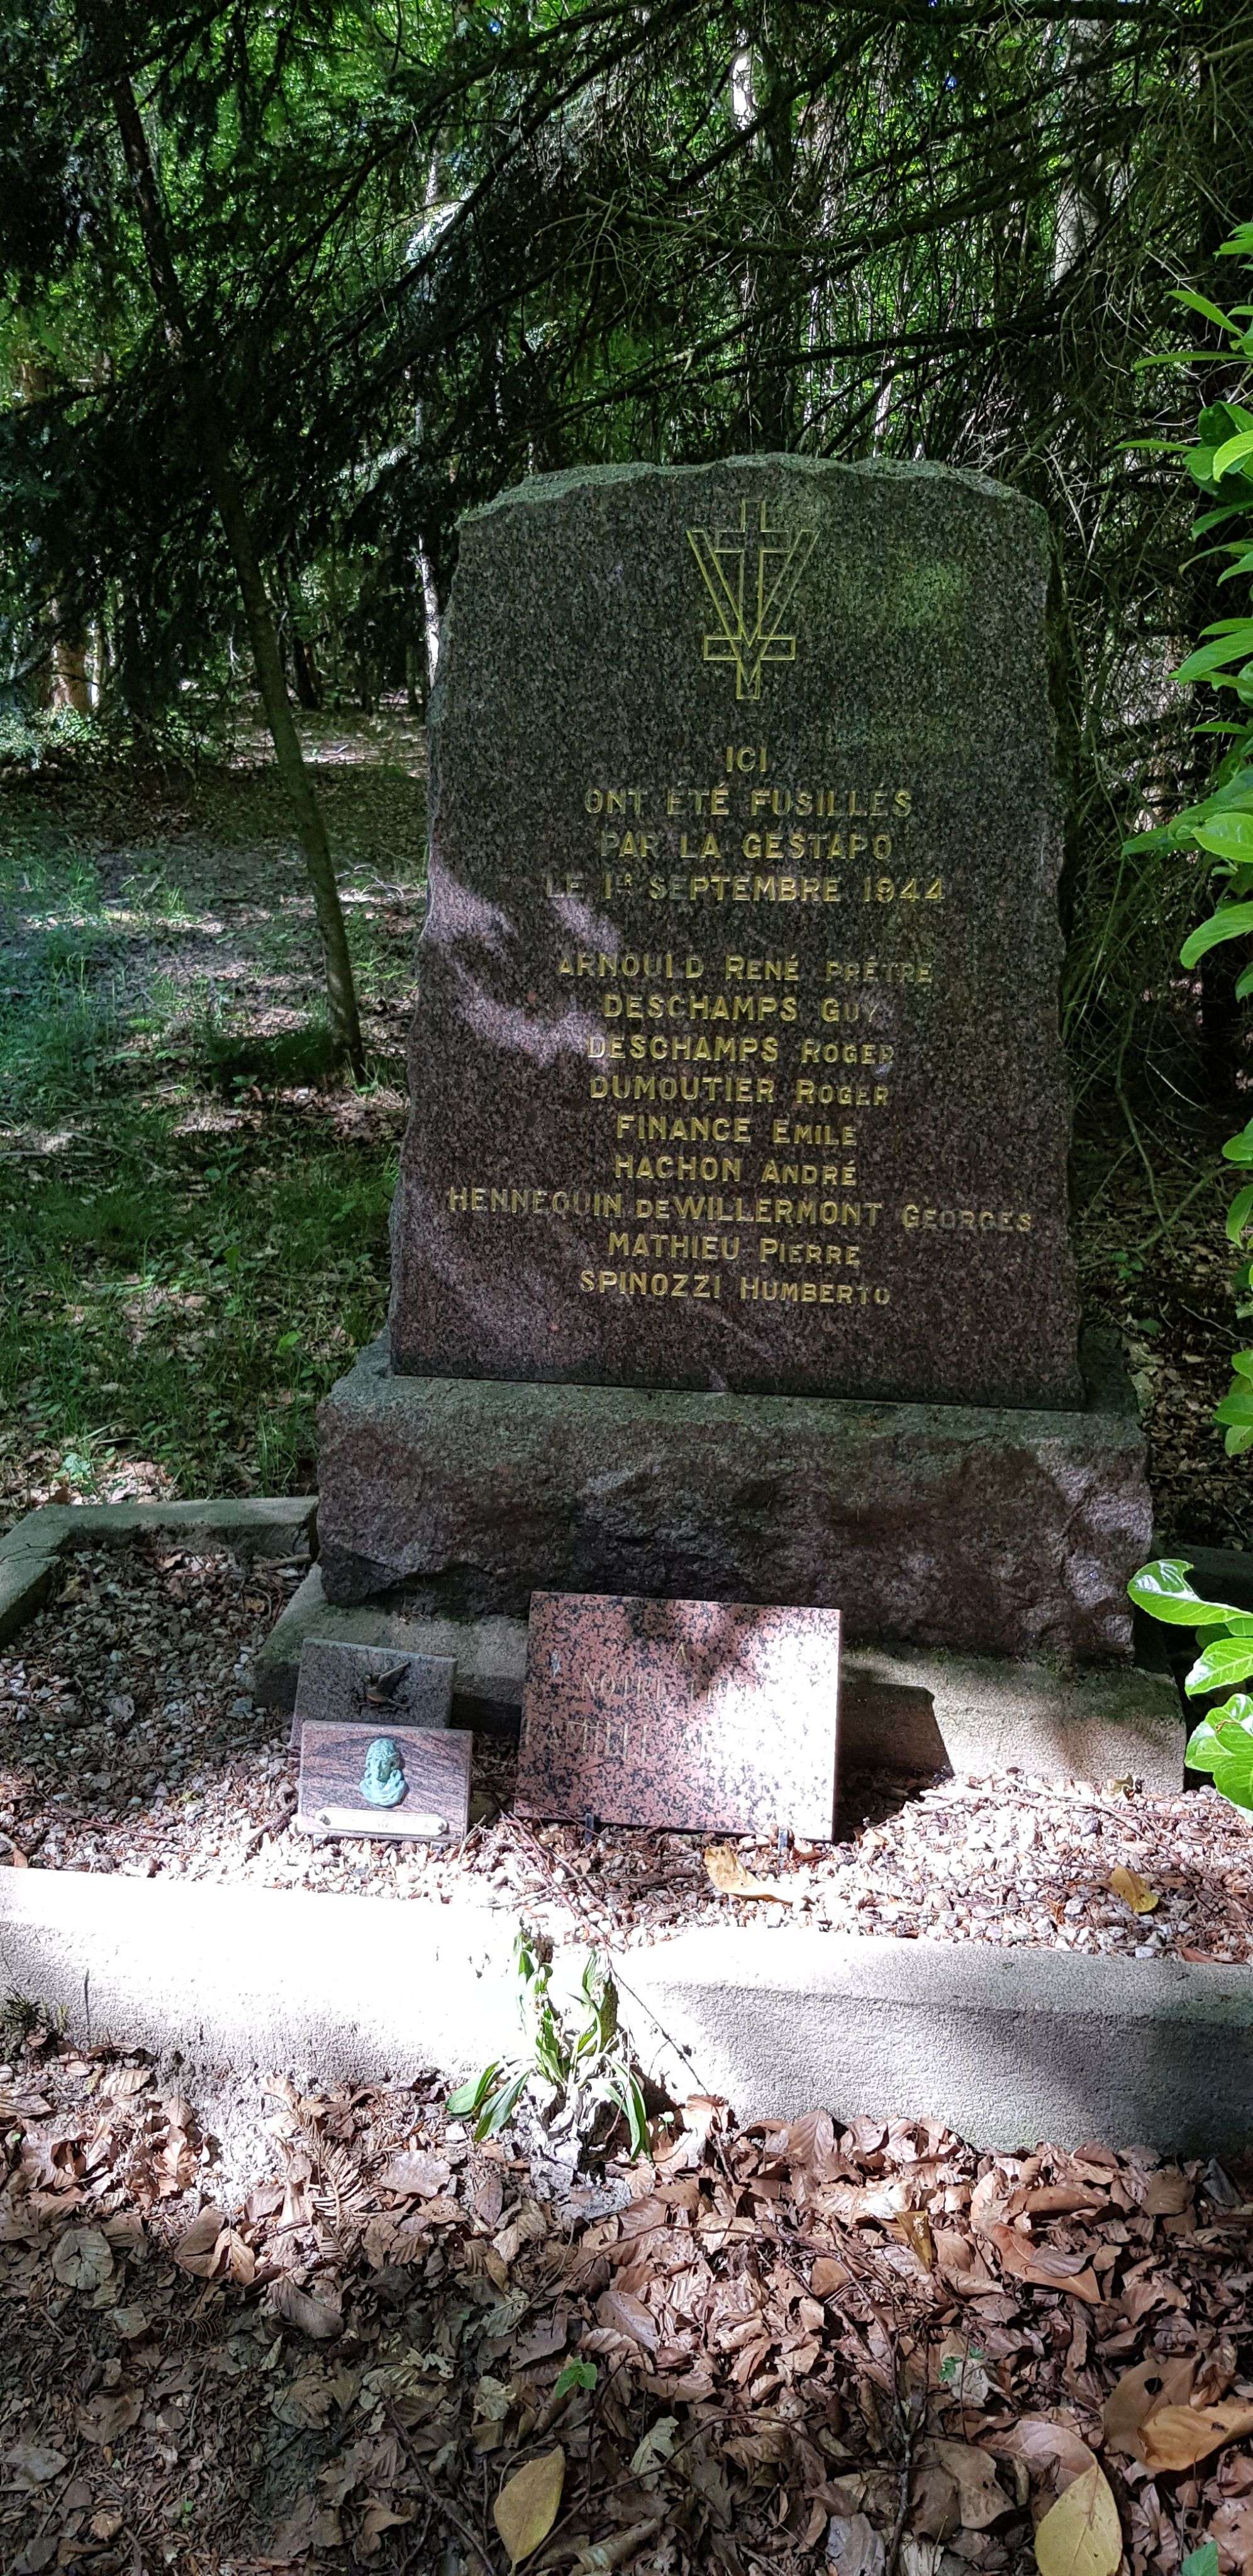 ICI
ONT ÉTÉ FUSILLÉS
PAR LA GESTAPO
LE 1ER SEPTEMBRE 1944
ARNOULD RENÉ PRÊTRE
DESCHAMPS GUY
DESCHAMPS ROGER
DUMOUTIER ROGER
FINANCE EMILE
HACHON ANDRÉ
HENNEQUIN DE WILLERMONT GEORGES
MATHIEU PIERRE
SPINOZZI HUMBERTO
A